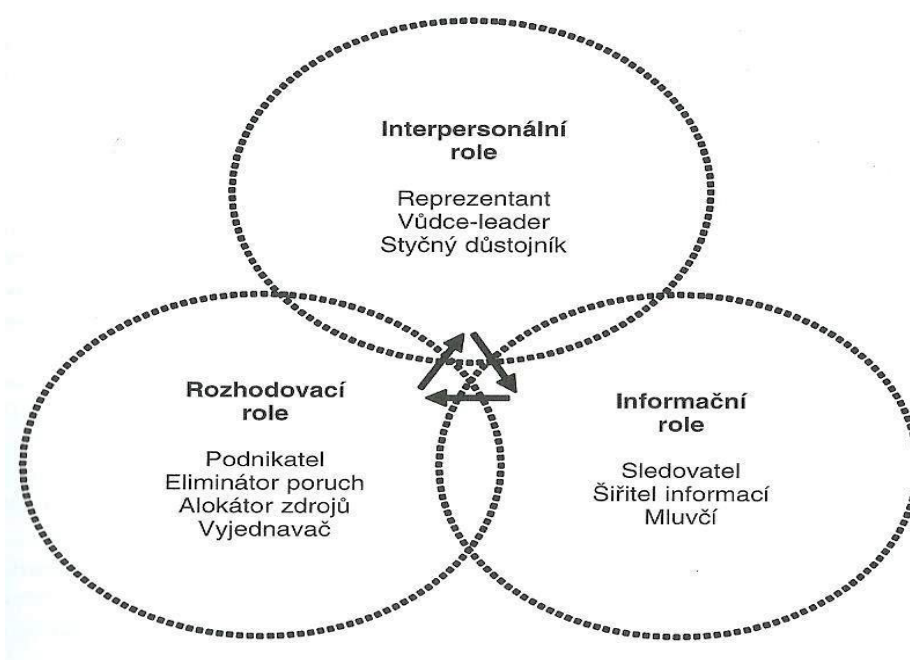 Interpersonální
role
Reprezentant
Vůdce-leader
Styčný důstojník
Rozhodovací
role
Podnikatel
Eliminátor poruch
Alokátor zdrojů
Vyjednavač
Informační
role
Sledovatel
Šiřitel informací
Mluvčí